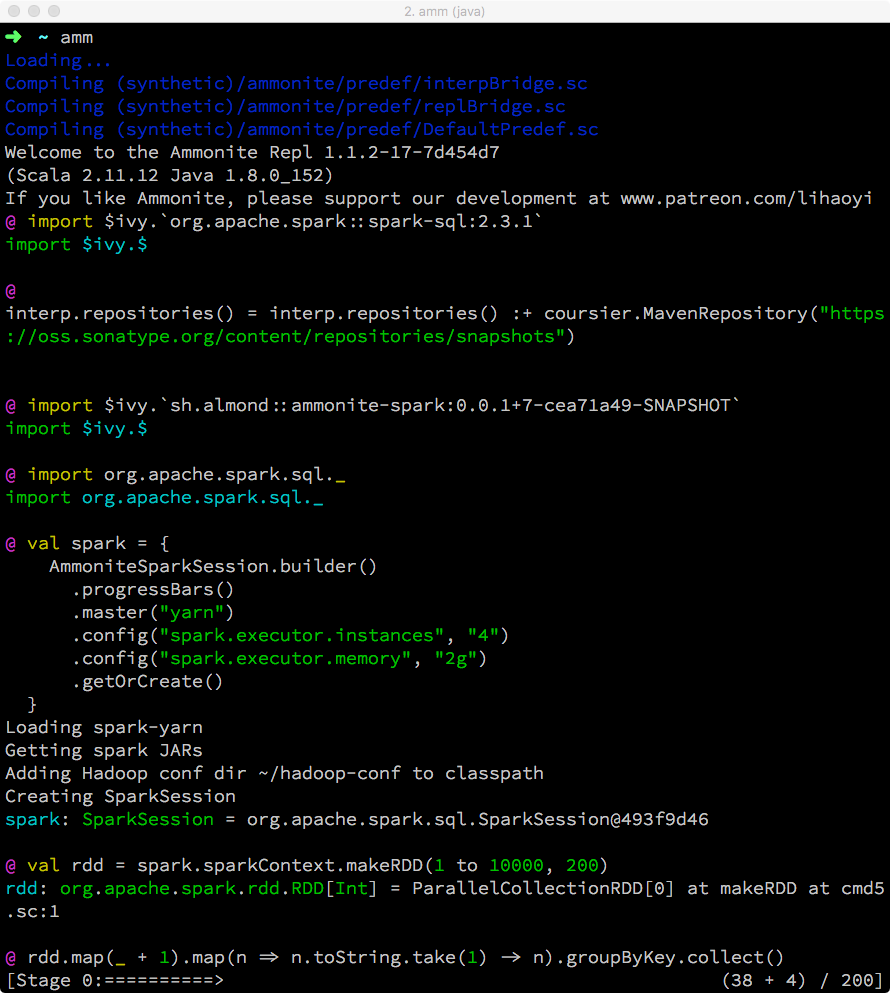 2. amm (java)
➜ ~ amm
Loading...
Compiling (synthetic)/ammonite/predef/interpBridge.sc
Compiling (synthetic)/ammonite/predef/replBridge.sc
Compiling (synthetic)/ammonite/predef/DefaultPredef.sc
Welcome to the Ammonite Repl 1.1.2-17-7d454d7
(Scala 2.11.12 Java 1.8.0_152)
If you like Ammonite, please support our development at www.patreon.com/lihaoyi
@ import $ivy.`org.apache.spark::spark-sql:2.3.1`
import $ivy.$
@
interp.repositories() = interp.repositories() :+ coursier.MavenRepository("https
://oss.sonatype.org/content/repositories/snapshots")
@ import $ivy.`sh.almond::ammonite-spark:0.0.1+7-cea71a49-SNAPSHOT`
import $ivy.$
@ import org.apache.spark.sql._
import org.apache.spark.sql._
@ val spark = {
    AmmoniteSparkSession.builder()
      .progressBars()
      .master("yarn")
      .config("spark.executor.instances", "4")
      .config("spark.executor.memory", "2g")
      .getOrCreate()
  }
Loading spark-yarn
Getting spark JARs
Adding Hadoop conf dir ~/hadoop-conf to classpath
Creating SparkSession
spark: SparkSession = org.apache.spark.sql.SparkSession@493f9d46
@ val rdd = spark.sparkContext.makeRDD(1 to 10000, 200)
rdd: org.apache.spark.rdd.RDD[Int] = ParallelCollectionRDD[0] at makeRDD at cmd5
.sc:1
@ rdd.map(_ + 1).map(n => n.toString.take(1) -> n).groupByKey.collect()
[Stage 0:==========> (38 + 4) / 200]